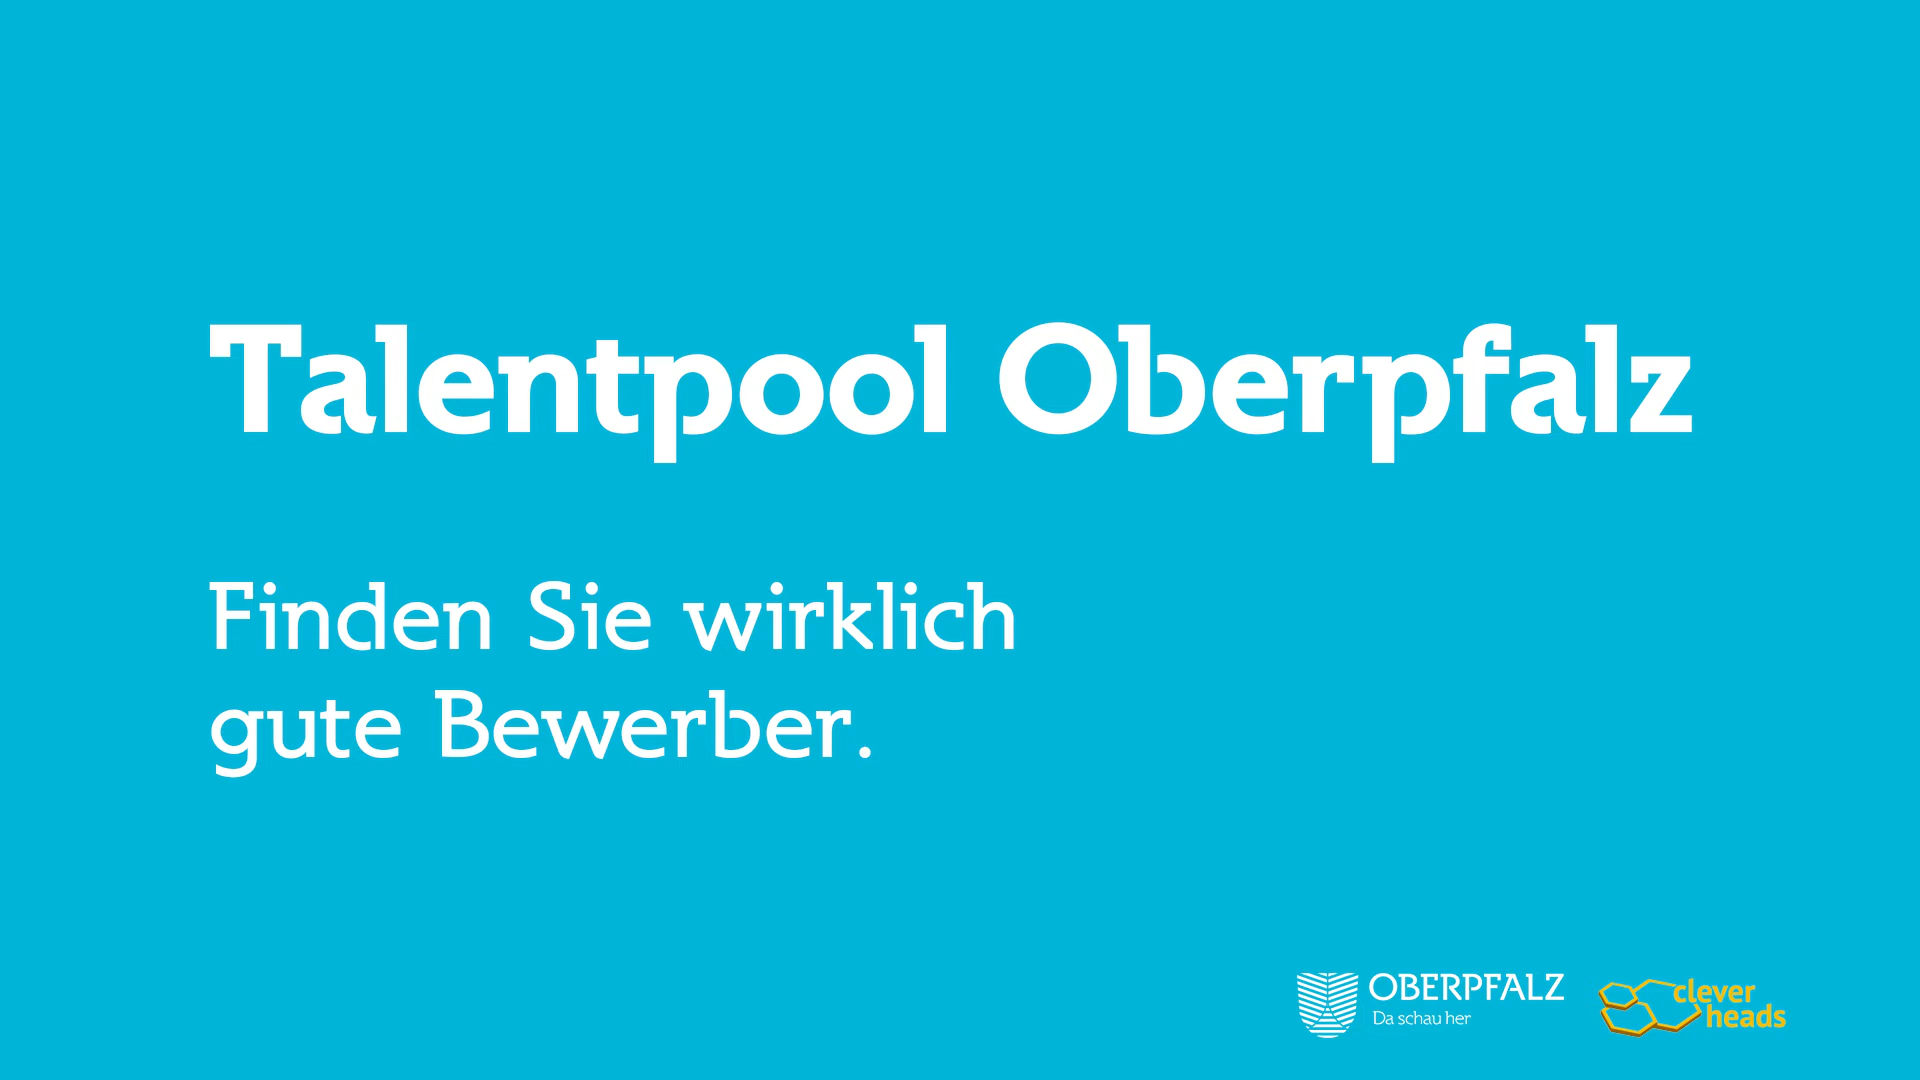 Talentpool Oberpfalz
Finden Sie wirklich
gute Bewerber.
OBERPFALZ
Da schau her
clever
heads